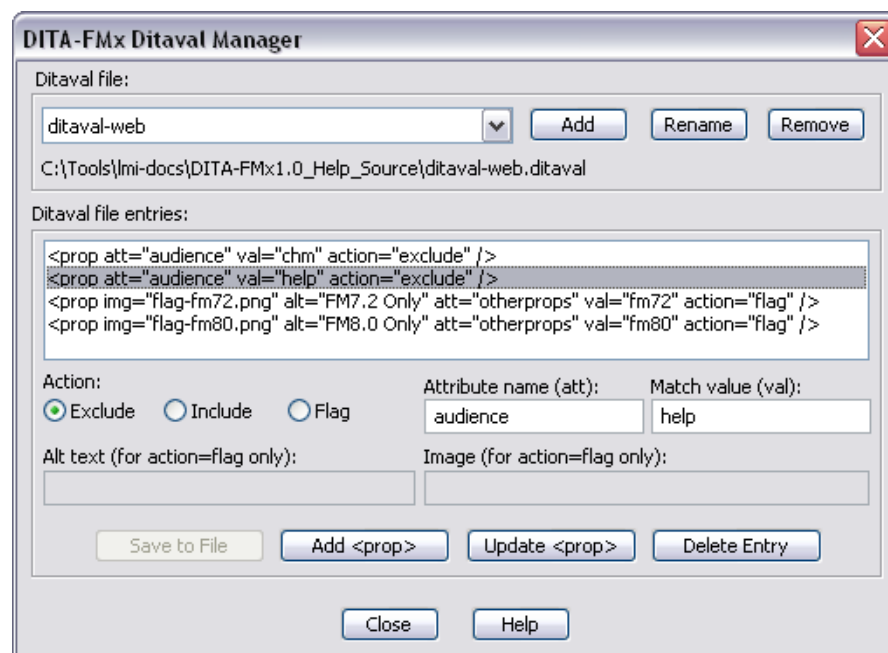 DITA-FMx Ditaval Manager
Ditaval file:
ditaval-web
Add
Rename
Remove
C:\Tools\lmi-docs\DITA-FMx1.0_Help_Source\ditaval-web.ditaval
Ditaval file entries:
<prop att="audience" val="chm" action="exclude" />
<prop att="audience" val="help" action="exclude" />
<prop img="flag-fm72.png" alt="FM7.2 Only" att="otherprops" val="fm72" action="flag" />
<prop img="flag-fm80.png" alt="FM8.0 Only" att="otherprops" val="fm80" action="flag" />
Action:
Exclude
Include
Flag
Attribute name (att):
Match value (val):
audience
help
Alt text (for action=flag only):
Image (for action=flag only):
Save to File
Add <prop>
Update <prop>
Delete Entry
Close
Help